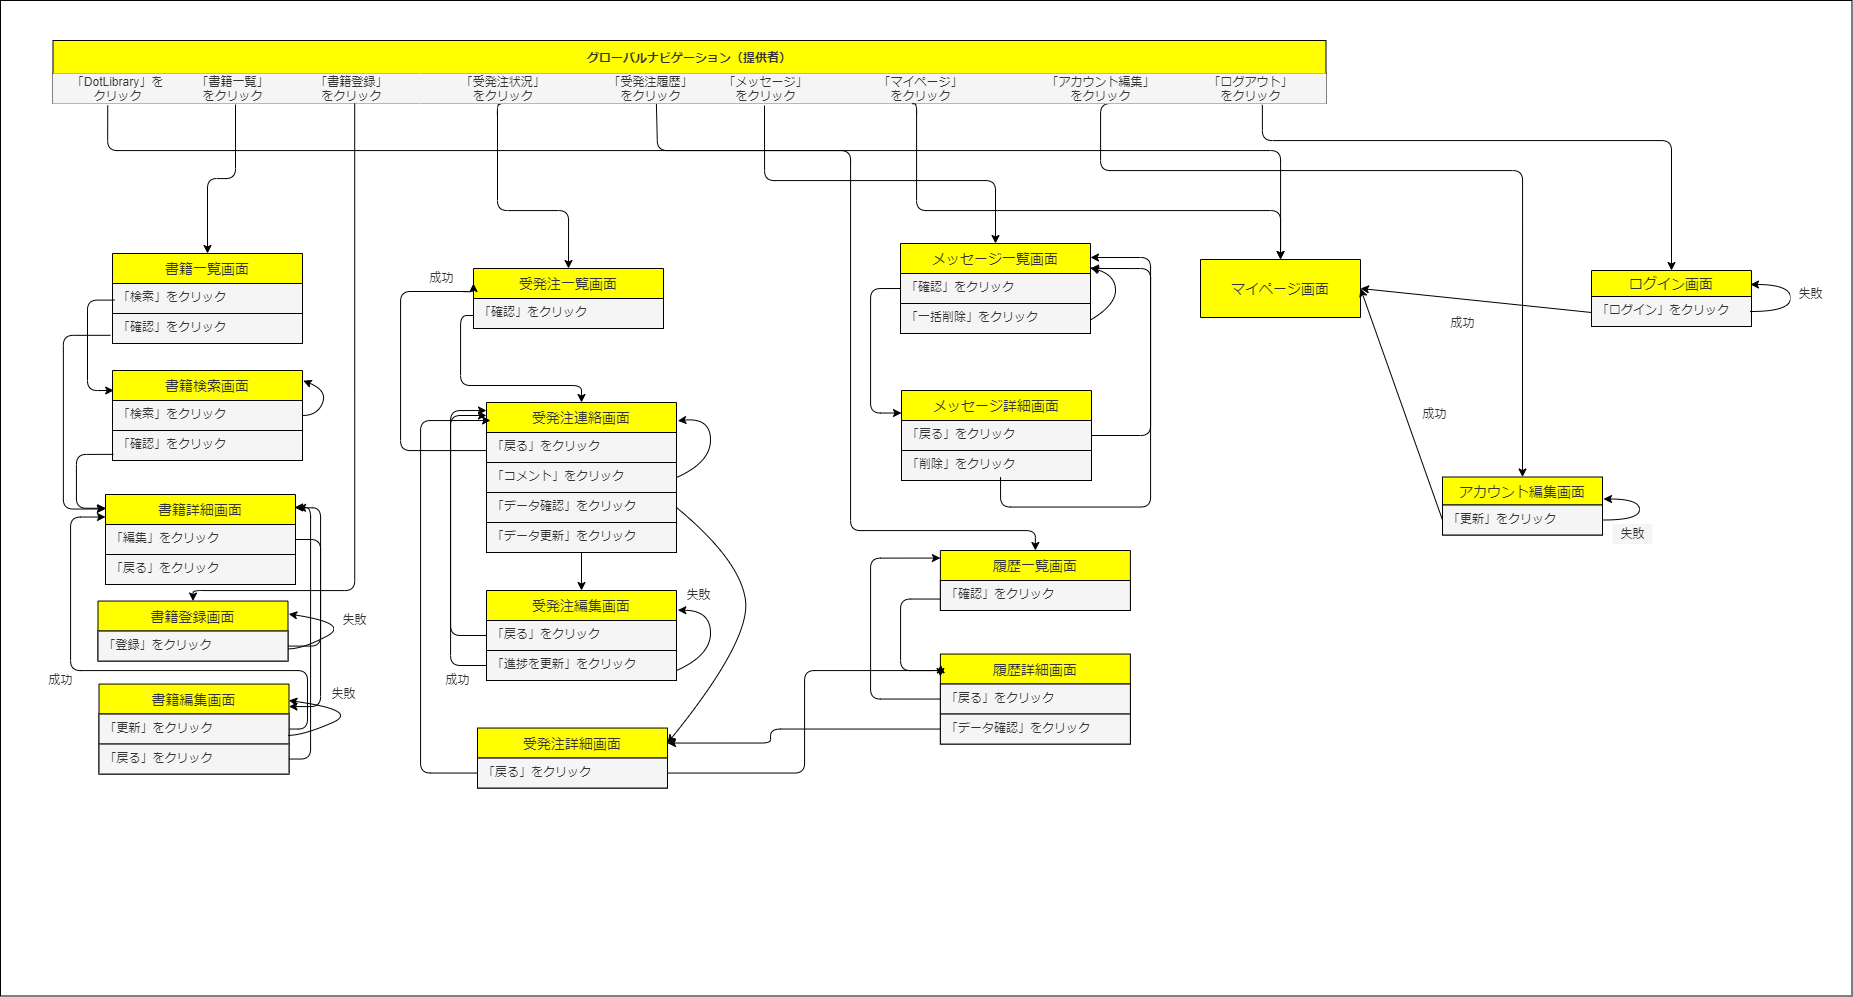 グローバルナビゲーション（提供者）
「DotLibrary」を
クリック
「書籍一覧」
をクリック
「書籍登録」
をクリック
「受発注状況」
をクリック
「受発注履歴」
をクリック
「メッセージ」
をクリック
「マイページ」
をクリック
「アカウント編集」
をクリック
「ログアウト」
をクリック
書籍一覧画面
「検索」をクリック
「確認」をクリック
書籍検索画面
「検索」をクリック
「確認」をクリック
書籍詳細画面
「編集」をクリック
「戻る」をクリック
書籍登録画面
「登録」をクリック
失敗
成功
書籍編集画面
「更新」をクリック
「戻る」をクリック
失敗
成功
受発注一覧画面
「確認」をクリック
受発注連絡画面
「戻る」をクリック
「コメント」をクリック
「データ確認」をクリック
「データ更新」をクリック
受発注編集画面
「戻る」をクリック
「進捗を更新」をクリック
失敗
成功
受発注詳細画面
「戻る」をクリック
メッセージ一覧画面
「確認」をクリック
「一括削除」をクリック
メッセージ詳細画面
「戻る」をクリック
「削除」をクリック
履歴一覧画面
「確認」をクリック
履歴詳細画面
「戻る」をクリック
「データ確認」をクリック
マイページ画面
ログイン画面
「ログイン」をクリック
失敗
成功
成功
アカウント編集画面
「更新」をクリック
失敗